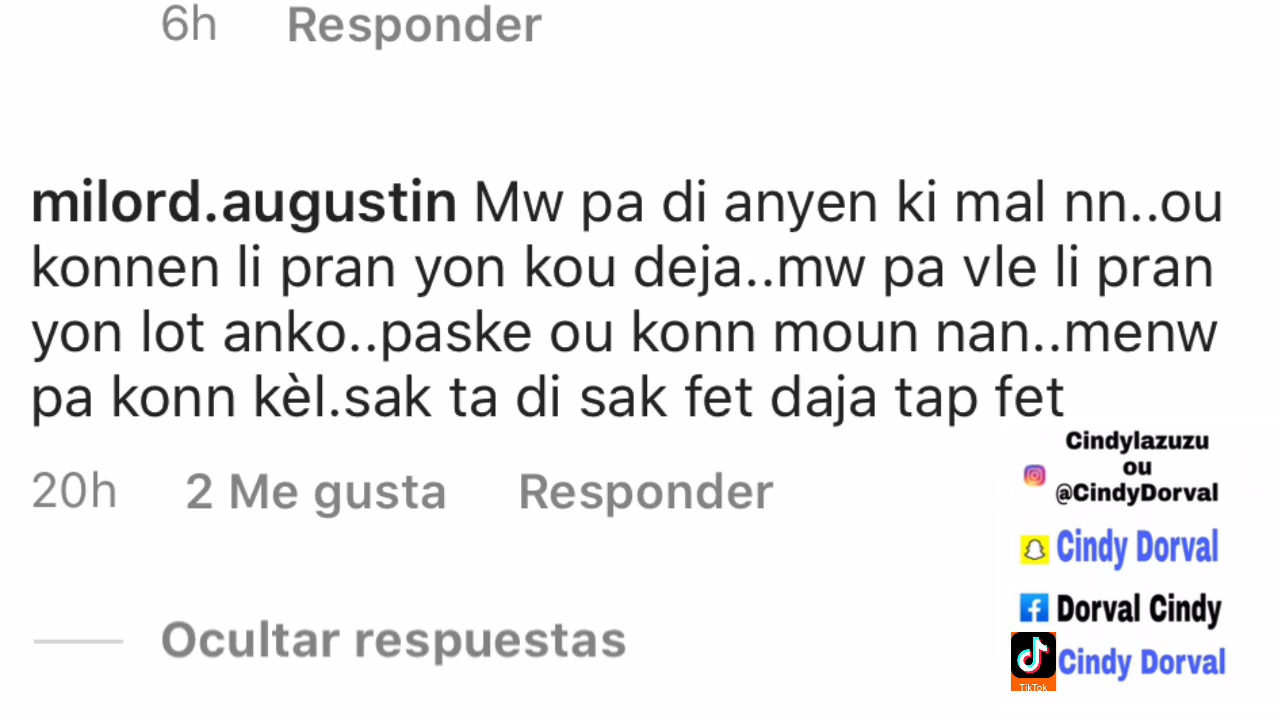 6h Responder
milord.augustin Mw pa di anyen ki mal nn..ou
konnen li pran yon kou deja..mw pa vle li pran
yon lot anko..paske ou konn moun nan..menw
pa konn kèl.sak ta di sak fet daja tap fet
20h 2 Me gusta Responder
Ocultar respuestas
Cindylazuzu
ou
@CindyDorval
Cindy Dorval
Dorval Cindy
Cindy Dorval
TikTok